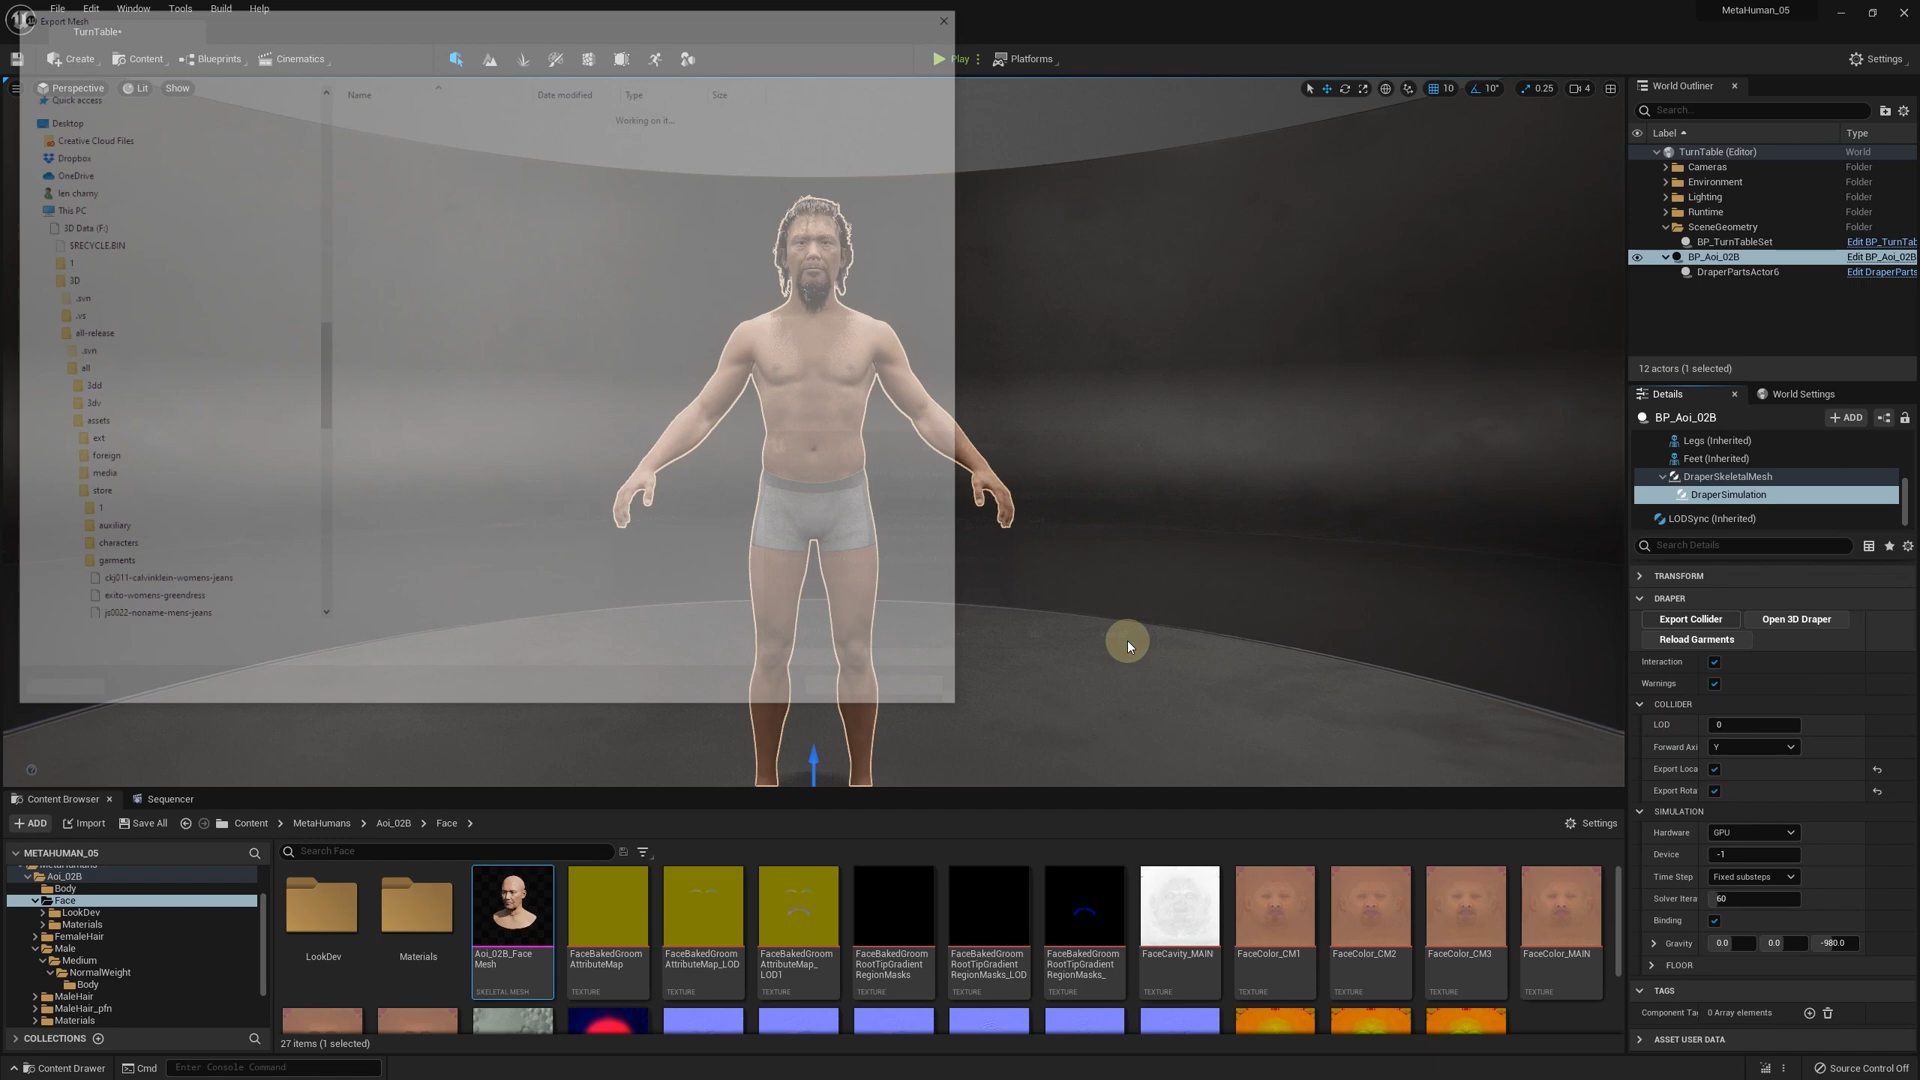 File Edit Window Tools Build Help
MetaHuman_05
Export Mesh
TurnTable*
Create
Content
Blueprints
Cinematics
Play
Platforms
Settings
Perspective
Lit
Show
10
10°
0.25
4
Name
Date modified
Type
Size
Working on it...
Quick access
Desktop
Creative Cloud Files
Dropbox
OneDrive
len charny
This PC
3D Data (F:)
$RECYCLE.BIN
1
3D
.svn
.vs
all-release
.svn
all
3dd
3dv
assets
ext
foreign
media
store
1
auxiliary
characters
garments
ckj011-calvinklein-womens-jeans
exito-womens-greendress
js0022-noname-mens-jeans
World Outliner
Search...
Label
Type
TurnTable (Editor) World
Cameras Folder
Environment Folder
Lighting Folder
Runtime Folder
SceneGeometry Folder
BP_TurnTableSet Edit BP_TurnTab
BP_Aoi_02B Edit BP_Aoi_02B
DraperPartsActor6 Edit DraperParts
12 actors (1 selected)
Details
World Settings
BP_Aoi_02B
ADD
Legs (Inherited)
Feet (Inherited)
DraperSkeletalMesh
DraperSimulation
LODSync (Inherited)
Search Details
TRANSFORM
DRAPER
Export Collider
Open 3D Draper
Reload Garments
Interaction
Warnings
COLLIDER
LOD 0
Forward Axi Y
Export Loca
Export Rota
SIMULATION
Hardware GPU
Device -1
Time Step Fixed substeps
Solver Itera 60
Binding
Gravity 0.0 0.0 -980.0
FLOOR
TAGS
Component Ta 0 Array elements
ASSET USER DATA
Content Browser
Sequencer
ADD
Import
Save All
Content
MetaHumans
Aoi_02B
Face
Settings
METAHUMAN_05
Aoi_02B
Body
Face
LookDev
Materials
FemaleHair
Male
Medium
NormalWeight
Body
MaleHair
MaleHair_pfn
Materials
COLLECTIONS
Search Face
LookDev
Materials
Aoi_02B_Face
Mesh
SKELETAL MESH
FaceBakedGroom
AttributeMap
TEXTURE
FaceBakedGroom
AttributeMap_LOD
TEXTURE
FaceBakedGroom
AttributeMap_
LOD1
TEXTURE
FaceBakedGroom
RootTipGradient
RegionMasks
TEXTURE
FaceBakedGroom
RootTipGradient
RegionMasks_LOD
TEXTURE
FaceBakedGroom
RootTipGradient
RegionMasks_
TEXTURE
FaceCavity_MAIN
TEXTURE
FaceColor_CM1
TEXTURE
FaceColor_CM2
TEXTURE
FaceColor_CM3
TEXTURE
FaceColor_MAIN
TEXTURE
27 items (1 selected)
Content Drawer
Cmd
Enter Console Command
Source Control Off